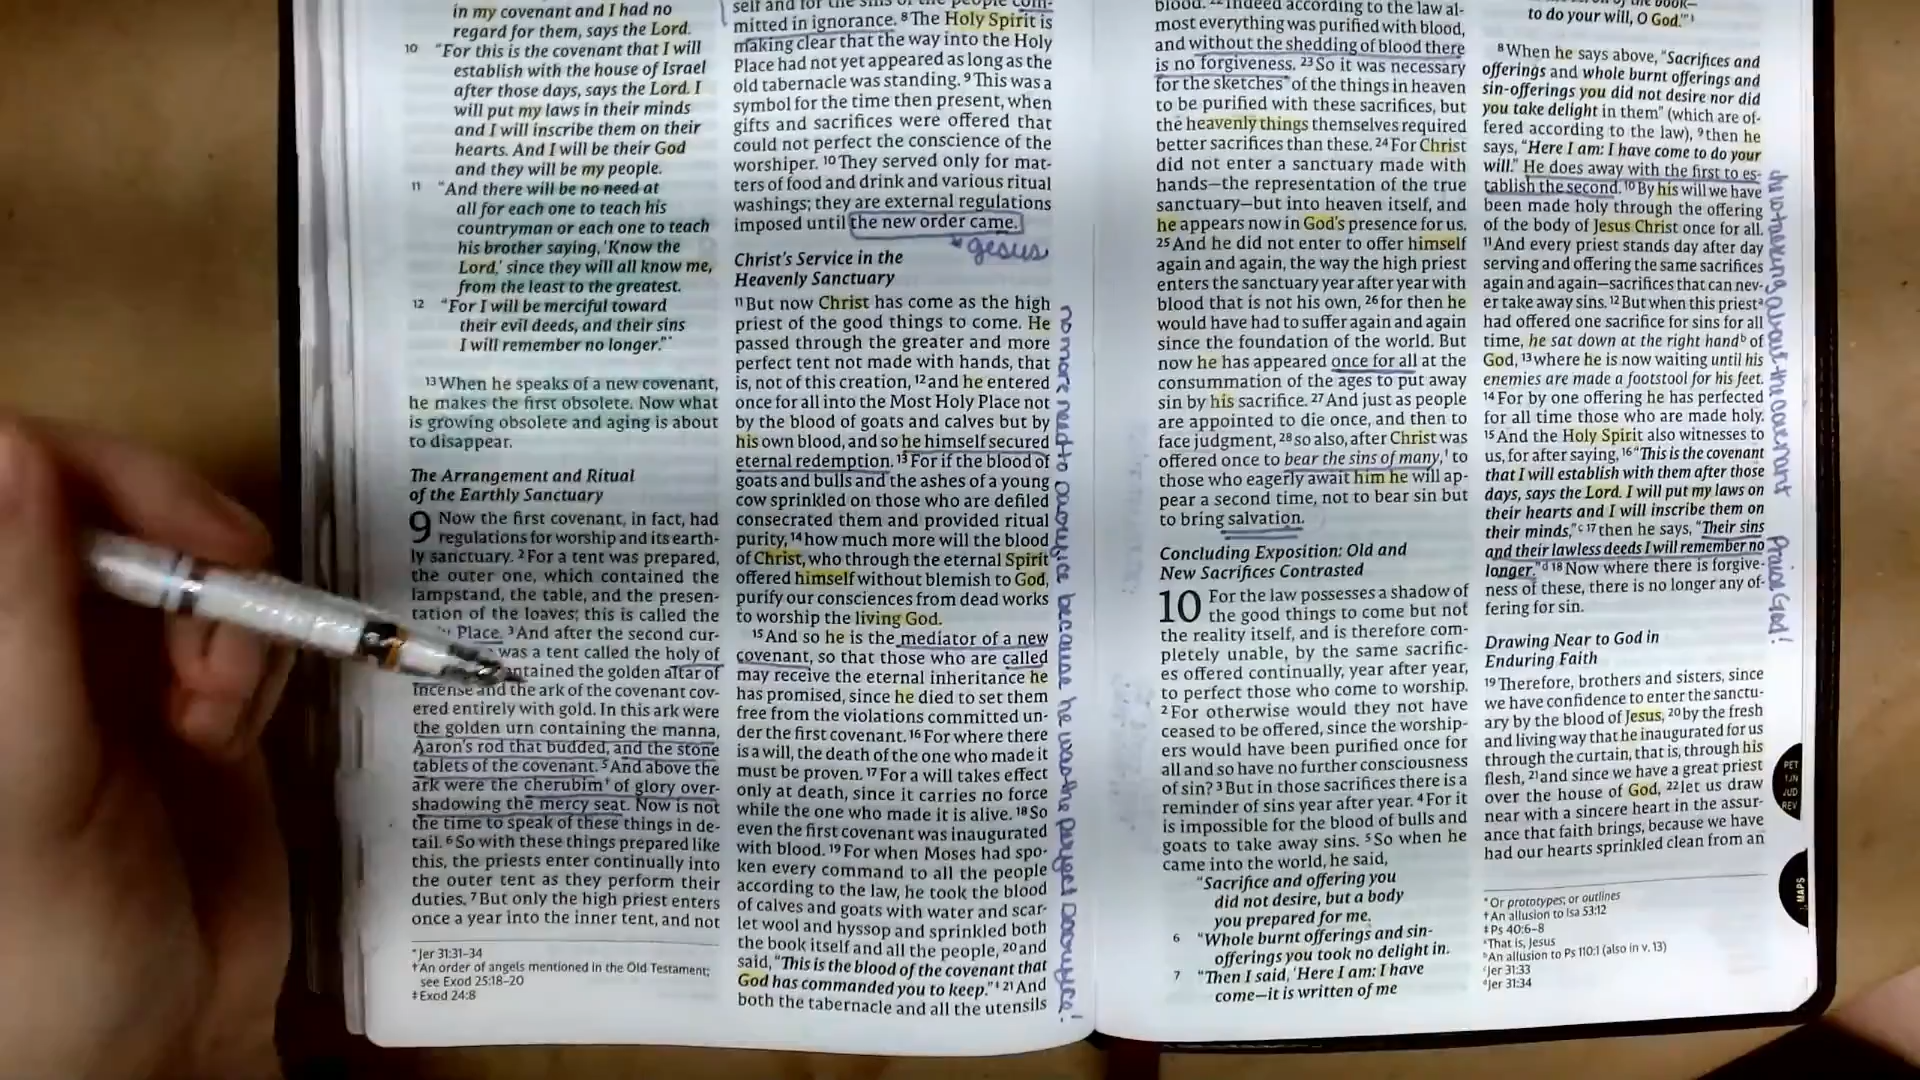 in my covenant and I had no
regard for them, says the Lord.
10 “For this is the covenant that I will
establish with the house of Israel
after those days, says the Lord. I
will put my laws in their minds
and I will inscribe them on their
hearts. And I will be their God
and they will be my people.
11 “And there will be no need at
all for each one to teach his
countryman or each one to teach
his brother saying, ‘Know the
Lord,’ since they will all know me,
from the least to the greatest.
12 “For I will be merciful toward
their evil deeds, and their sins
I will remember no longer.”*
13 When he speaks of a new covenant,
he makes the first obsolete. Now what
is growing obsolete and aging is about
to disappear.
The Arrangement and Ritual
of the Earthly Sanctuary
9 Now the first covenant, in fact, had
regulations for worship and its earth-
ly sanctuary. 2 For a tent was prepared,
the outer one, which contained the
lampstand, the table, and the presen-
tation of the loaves; this is called the
Place. 3 And after the second cur-
was a tent called the holy of
the golden altar of
incense and the ark of the covenant cov-
ered entirely with gold. In this ark were
the golden urn containing the manna,
Aaron’s rod that budded, and the stone
tablets of the covenant. 5 And above the
ark were the cherubim† of glory over-
shadowing the mercy seat. Now is not
the time to speak of these things in de-
tail. 6 So with these things prepared like
this, the priests enter continually into
the outer tent as they perform their
duties. 7 But only the high priest enters
once a year into the inner tent, and not
* Jer 31:31–34
† An order of angels mentioned in the Old Testament;
see Exod 25:18–20
‡ Exod 24:8
self and for the sins of the people com-
mitted in ignorance. 8 The Holy Spirit is
making clear that the way into the Holy
Place had not yet appeared as long as the
old tabernacle was standing. 9 This was a
symbol for the time then present, when
gifts and sacrifices were offered that
could not perfect the conscience of the
worshiper. 10 They served only for mat-
ters of food and drink and various ritual
washings; they are external regulations
imposed until the new order came.
* Jesus
Christ’s Service in the
Heavenly Sanctuary
11 But now Christ has come as the high
priest of the good things to come. He
passed through the greater and more
perfect tent not made with hands, that
is, not of this creation, 12 and he entered
once for all into the Most Holy Place not
by the blood of goats and calves but by
his own blood, and so he himself secured
eternal redemption. 13 For if the blood of
goats and bulls and the ashes of a young
cow sprinkled on those who are defiled
consecrated them and provided ritual
purity, 14 how much more will the blood
of Christ, who through the eternal Spirit
offered himself without blemish to God,
purify our consciences from dead works
to worship the living God.
15 And so he is the mediator of a new
covenant, so that those who are called
may receive the eternal inheritance he
has promised, since he died to set them
free from the violations committed un-
der the first covenant. 16 For where there
is a will, the death of the one who made it
must be proven. 17 For a will takes effect
only at death, since it carries no force
while the one who made it is alive. 18 So
even the first covenant was inaugurated
with blood. 19 For when Moses had spo-
ken every command to all the people
according to the law, he took the blood
of calves and goats with water and scar-
let wool and hyssop and sprinkled both
the book itself and all the people, 20 and
said, “This is the blood of the covenant that
God has commanded you to keep.”‡ 21 And
both the tabernacle and all the utensils
no more need to sacrifice because he was the perfect sacrifice!
blood. 22 Indeed according to the law al-
most everything was purified with blood,
and without the shedding of blood there
is no forgiveness. 23 So it was necessary
for the sketches* of the things in heaven
to be purified with these sacrifices, but
the heavenly things themselves required
better sacrifices than these. 24 For Christ
did not enter a sanctuary made with
hands—the representation of the true
sanctuary—but into heaven itself, and
he appears now in God’s presence for us.
25 And he did not enter to offer himself
again and again, the way the high priest
enters the sanctuary year after year with
blood that is not his own, 26 for then he
would have had to suffer again and again
since the foundation of the world. But
now he has appeared once for all at the
consummation of the ages to put away
sin by his sacrifice. 27 And just as people
are appointed to die once, and then to
face judgment, 28 so also, after Christ was
offered once to bear the sins of many,† to
those who eagerly await him he will ap-
pear a second time, not to bear sin but
to bring salvation.
Concluding Exposition: Old and
New Sacrifices Contrasted
10 For the law possesses a shadow of
the good things to come but not
the reality itself, and is therefore com-
pletely unable, by the same sacrific-
es offered continually, year after year,
to perfect those who come to worship.
2 For otherwise would they not have
ceased to be offered, since the worship-
ers would have been purified once for
all and so have no further consciousness
of sin? 3 But in those sacrifices there is a
reminder of sins year after year. 4 For it
is impossible for the blood of bulls and
goats to take away sins. 5 So when he
came into the world, he said,
“Sacrifice and offering you
did not desire, but a body
you prepared for me.
6 “Whole burnt offerings and sin-
offerings you took no delight in.
7 “Then I said, ‘Here I am: I have
come—it is written of me
to do your will, O God.’”‡
8 When he says above, “Sacrifices and
offerings and whole burnt offerings and
sin-offerings you did not desire nor did
you take delight in them” (which are of-
fered according to the law), 9 then he
says, “Here I am: I have come to do your
will.” He does away with the first to es-
tablish the second. 10 By his will we have
been made holy through the offering
of the body of Jesus Christ once for all.
11 And every priest stands day after day
serving and offering the same sacrifices
again and again—sacrifices that can nev-
er take away sins. 12 But when this priestª
had offered one sacrifice for sins for all
time, he sat down at the right handᵇ of
God, 13 where he is now waiting until his
enemies are made a footstool for his feet.
14 For by one offering he has perfected
for all time those who are made holy.
15 And the Holy Spirit also witnesses to
us, for after saying, 16 “This is the covenant
that I will establish with them after those
days, says the Lord. I will put my laws on
their hearts and I will inscribe them on
their minds,”ᶜ 17 then he says, “Their sins
and their lawless deeds I will remember no
longer.”ᵈ 18 Now where there is forgive-
ness of these, there is no longer any of-
fering for sin.
Drawing Near to God in
Enduring Faith
19 Therefore, brothers and sisters, since
we have confidence to enter the sanctu-
ary by the blood of Jesus, 20 by the fresh
and living way that he inaugurated for us
through the curtain, that is, through his
flesh, 21 and since we have a great priest
over the house of God, 22 let us draw
near with a sincere heart in the assur-
ance that faith brings, because we have
had our hearts sprinkled clean from an
* Or prototypes; or outlines
† An allusion to Isa 53:12
‡ Ps 40:6–8
ª That is, Jesus
ᵇ An allusion to Ps 110:1 (also in v. 13)
ᶜ Jer 31:33
ᵈ Jer 31:34
talking about the covenant Praise God!
PET
1JN
JUD
REV
MAPS